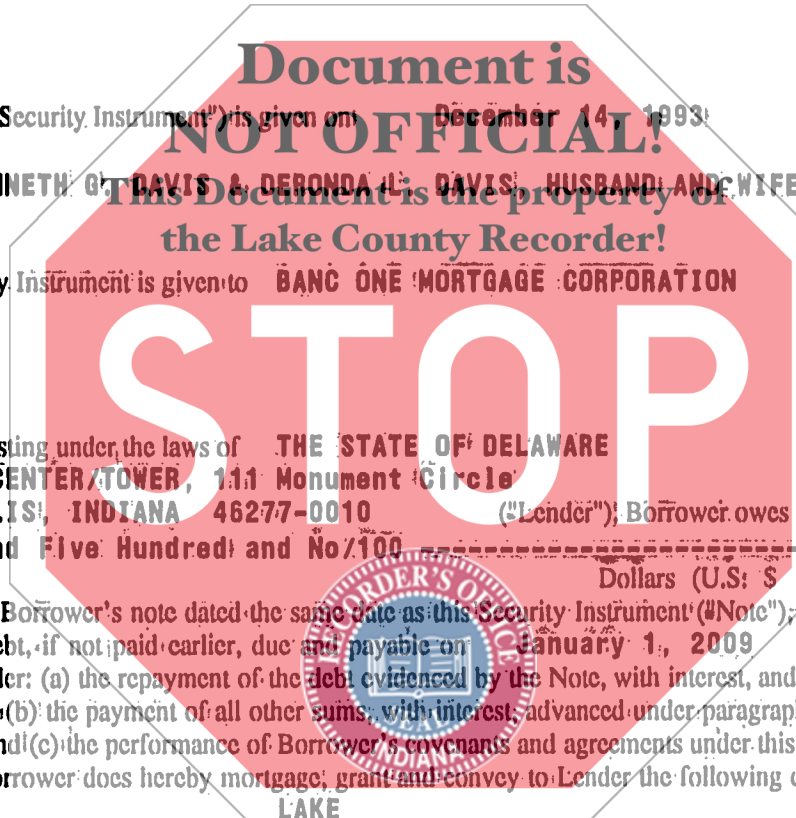 Document is
Security Instrument") is given on December 14, 1993
NOT OFFICIAL!
NETH G. DAVIS & DERONDA L. DAVIS, HUSBAND AND WIFE
This Document is the property of
the Lake County Recorder!
y Instrument is given to BANC ONE MORTGAGE CORPORATION
STOP
sting under the laws of THE STATE OF DELAWARE
CENTER/TOWER, 111 Monument Circle
IS, INDIANA 46277-0010 ("Lender"), Borrower owes
d Five Hundred and No/100 --------------------
Dollars (U.S. $
RECORDER'S OFFICE
Borrower's note dated the same date as this Security Instrument ("Note"),
bt, if not paid earlier, due and payable on January 1, 2009
er: (a) the repayment of the debt evidenced by the Note, with interest, and
(b) the payment of all other sums, with interest, advanced under paragrap
nd (c) the performance of Borrower's covenants and agreements under this
INDIANA
rrower does hereby mortgage, grant and convey to Lender the following
LAKE